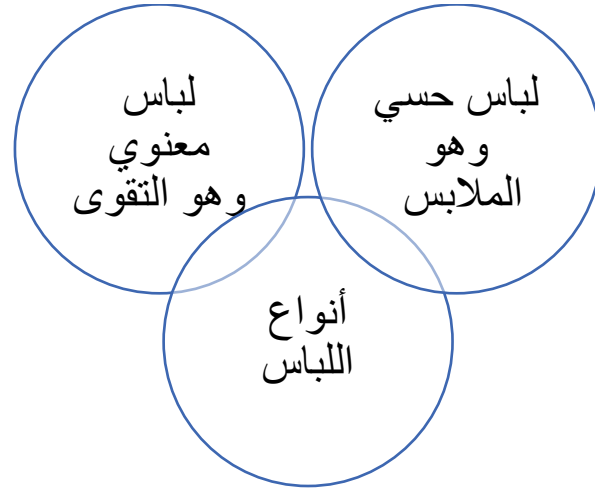 لباس حسي
وهو
الملابس
لباس
معنوي
وهو التقوى
أنواع
اللباس